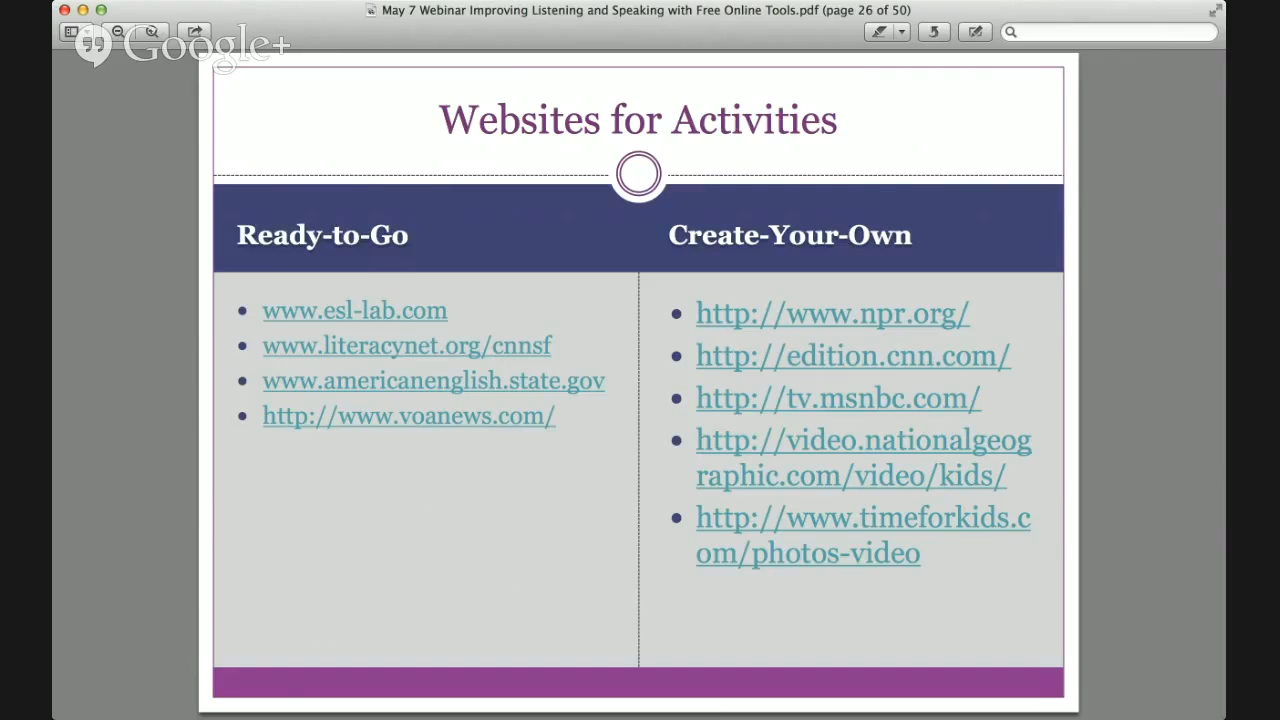 May 7 Webinar Improving Listening and Speaking with Free Online Tools.pdf (page 26 of 50)
Google+
Websites for Activities
Ready-to-Go
www.esl-lab.com
www.literacynet.org/cnnsf
www.americanenglish.state.gov
http://www.voanews.com/
Create-Your-Own
http://www.npr.org/
http://edition.cnn.com/
http://tv.msnbc.com/
http://video.nationalgeog
raphic.com/video/kids/
http://www.timeforkids.c
om/photos-video